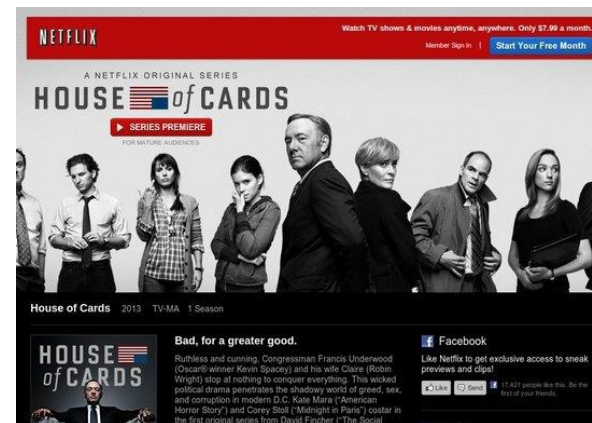 NETFLIX
Watch TV shows & movies anytime, anywhere. Only $7.99 a month.
Member Sign In | Start Your Free Month
A NETFLIX ORIGINAL SERIES
HOUSE of CARDS
SERIES PREMIERE
FOR MATURE AUDIENCES
House of Cards 2013 TV-MA 1 Season
HOUSE
of CARDS
Bad, for a greater good.
Ruthless and cunning, Congressman Francis Underwood
(Oscar® winner Kevin Spacey) and his wife Claire (Robin
Wright) stop at nothing to conquer everything. This wicked
political drama penetrates the shadowy world of greed, sex,
and corruption in modern D.C. Kate Mara ("American
Horror Story") and Corey Stoll ("Midnight in Paris") costar in
the first original series from David Fincher ("The Social
f Facebook
Like Netflix to get exclusive access to sneak
previews and clips!
Like Send f 17,421 people like this. Be the
first of your friends.